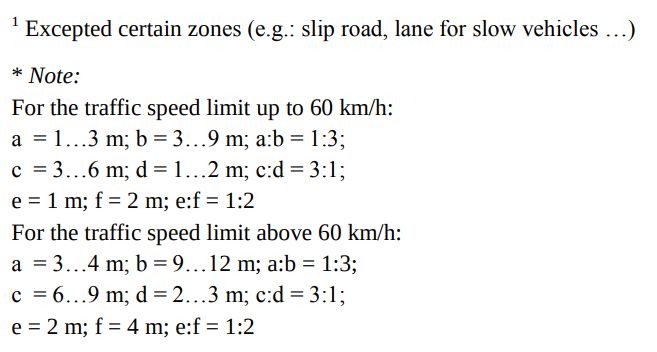 ¹ Excepted certain zones (e.g.: slip road, lane for slow vehicles …)
* Note:
For the traffic speed limit up to 60 km/h:
a = 1…3 m; b = 3…9 m; a:b = 1:3;
c = 3…6 m; d = 1…2 m; c:d = 3:1;
e = 1 m; f = 2 m; e:f = 1:2
For the traffic speed limit above 60 km/h:
a = 3…4 m; b = 9…12 m; a:b = 1:3;
c = 6…9 m; d = 2…3 m; c:d = 3:1;
e = 2 m; f = 4 m; e:f = 1:2